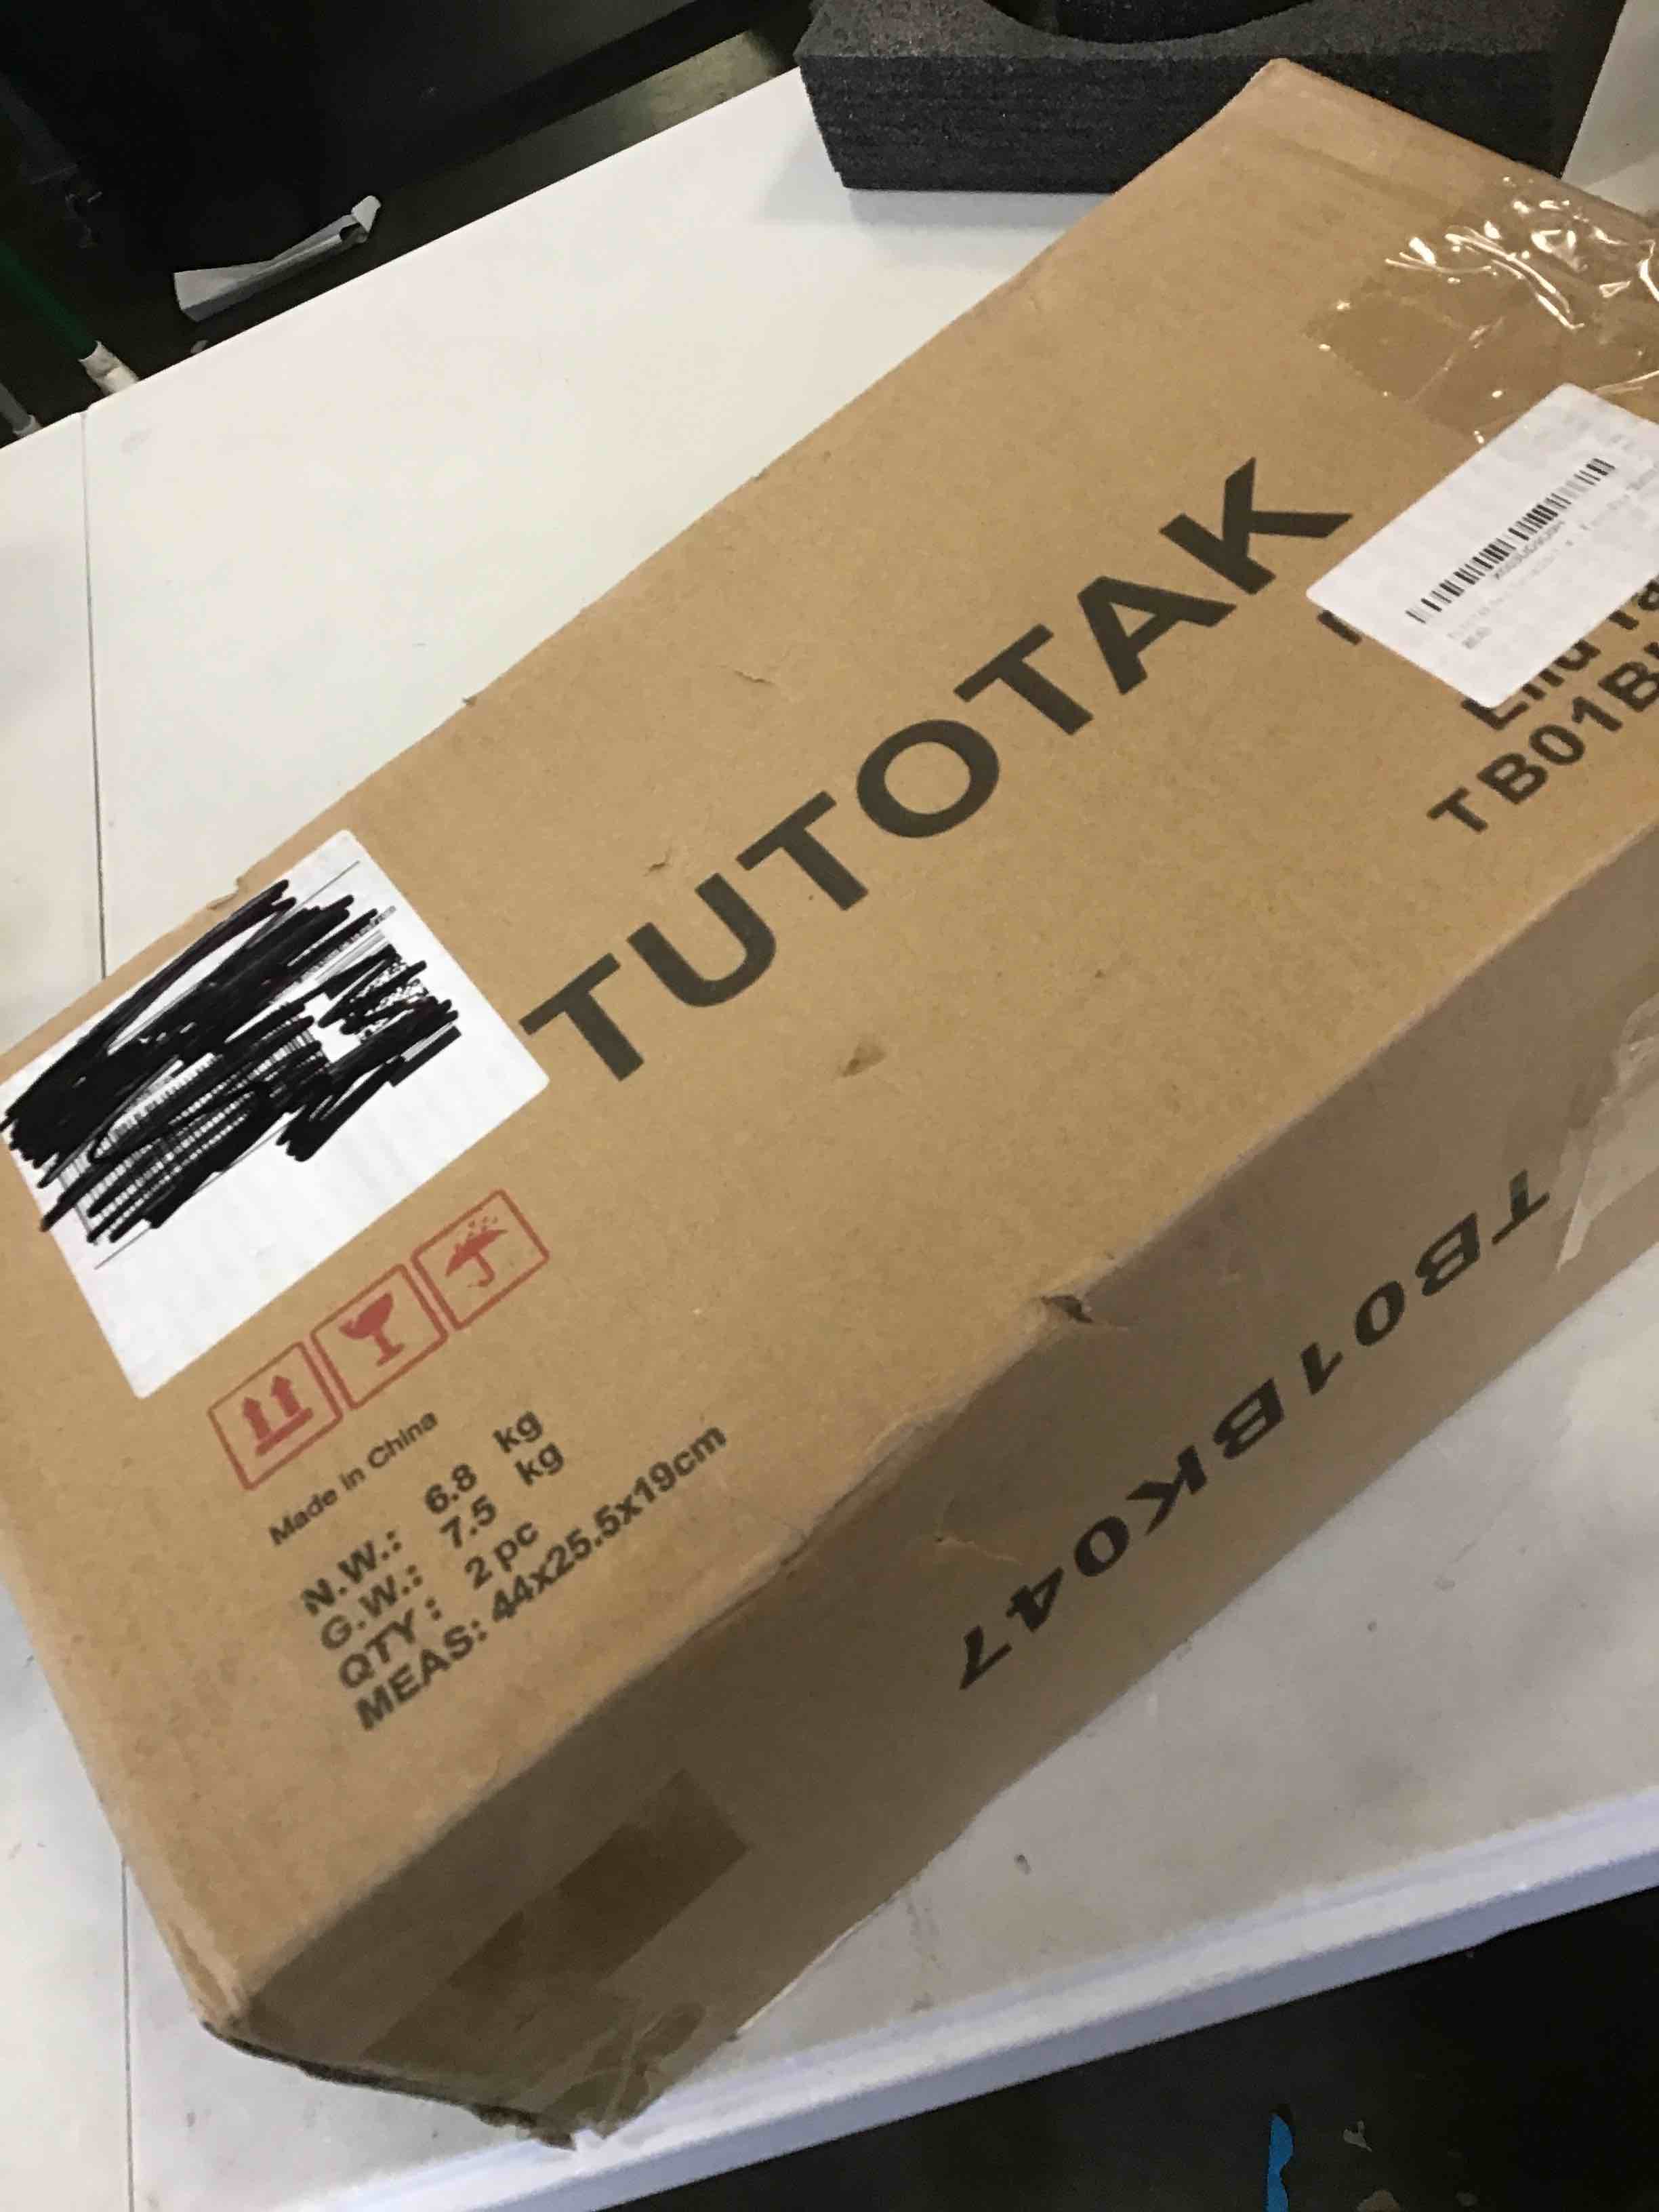 TUTOTAK
TB01B
Made in China
N.W.: 6.8 kg
G.W.: 7.5 kg
QTY: 2 pc
MEAS: 44x25.5x19cm
TB01BK047